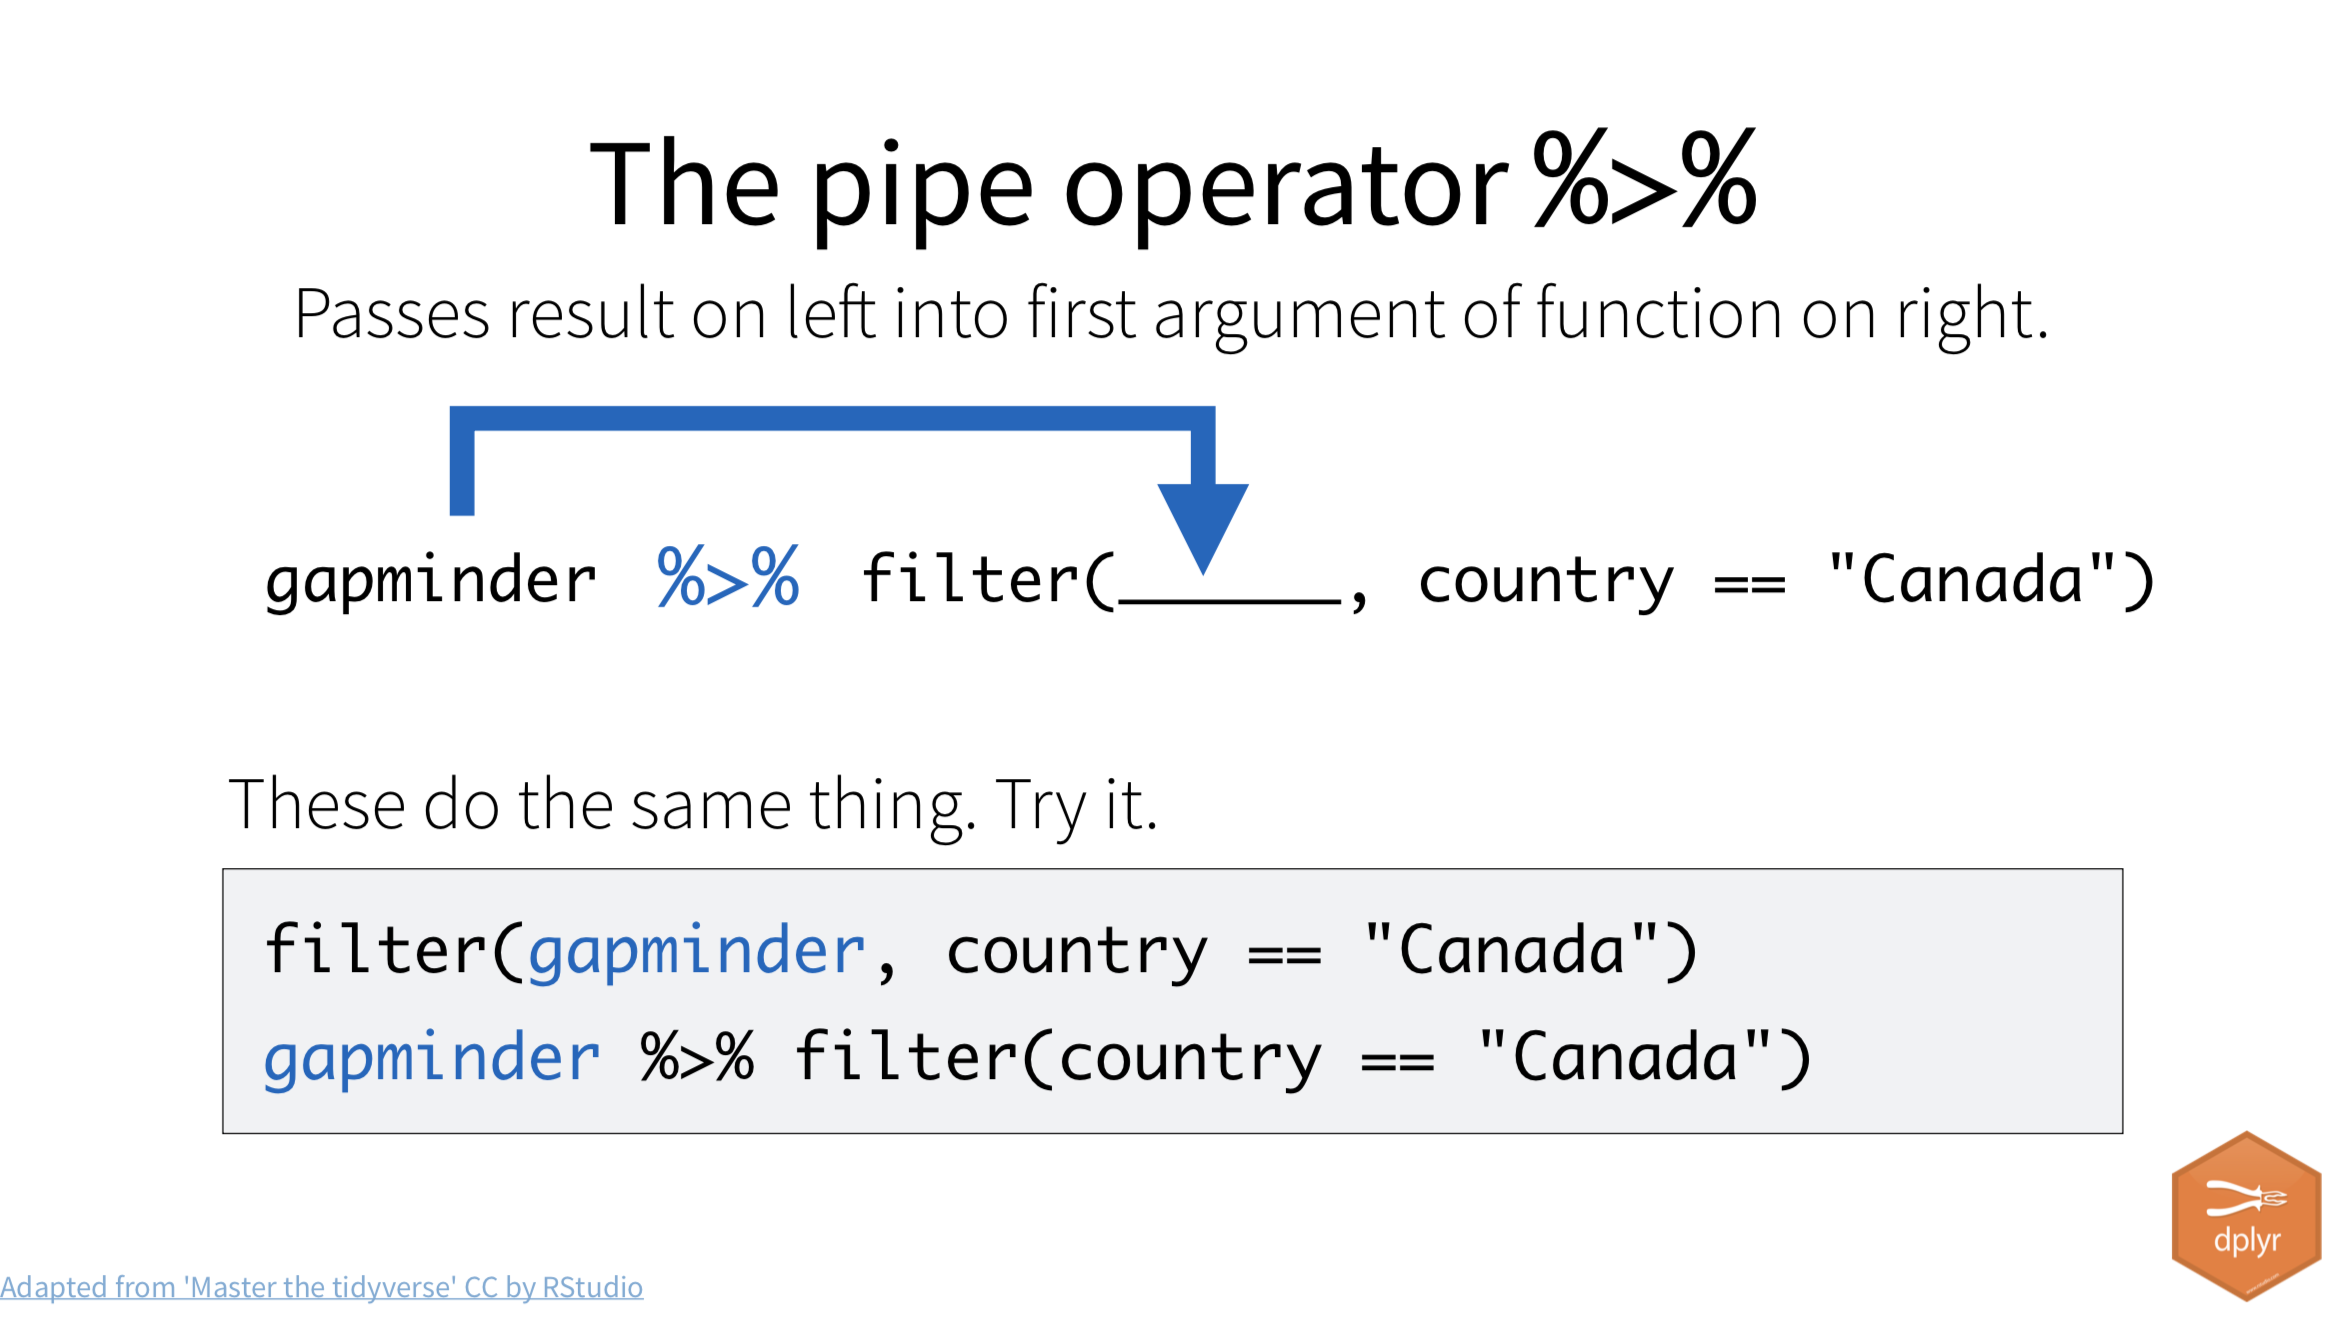 The pipe operator %>%
Passes result on left into first argument of function on right.
gapminder %>% filter(______, country == "Canada")
These do the same thing. Try it.
filter(gapminder, country == "Canada")
gapminder %>% filter(country == "Canada")
dplyr
Adapted from 'Master the tidyverse' CC by RStudio